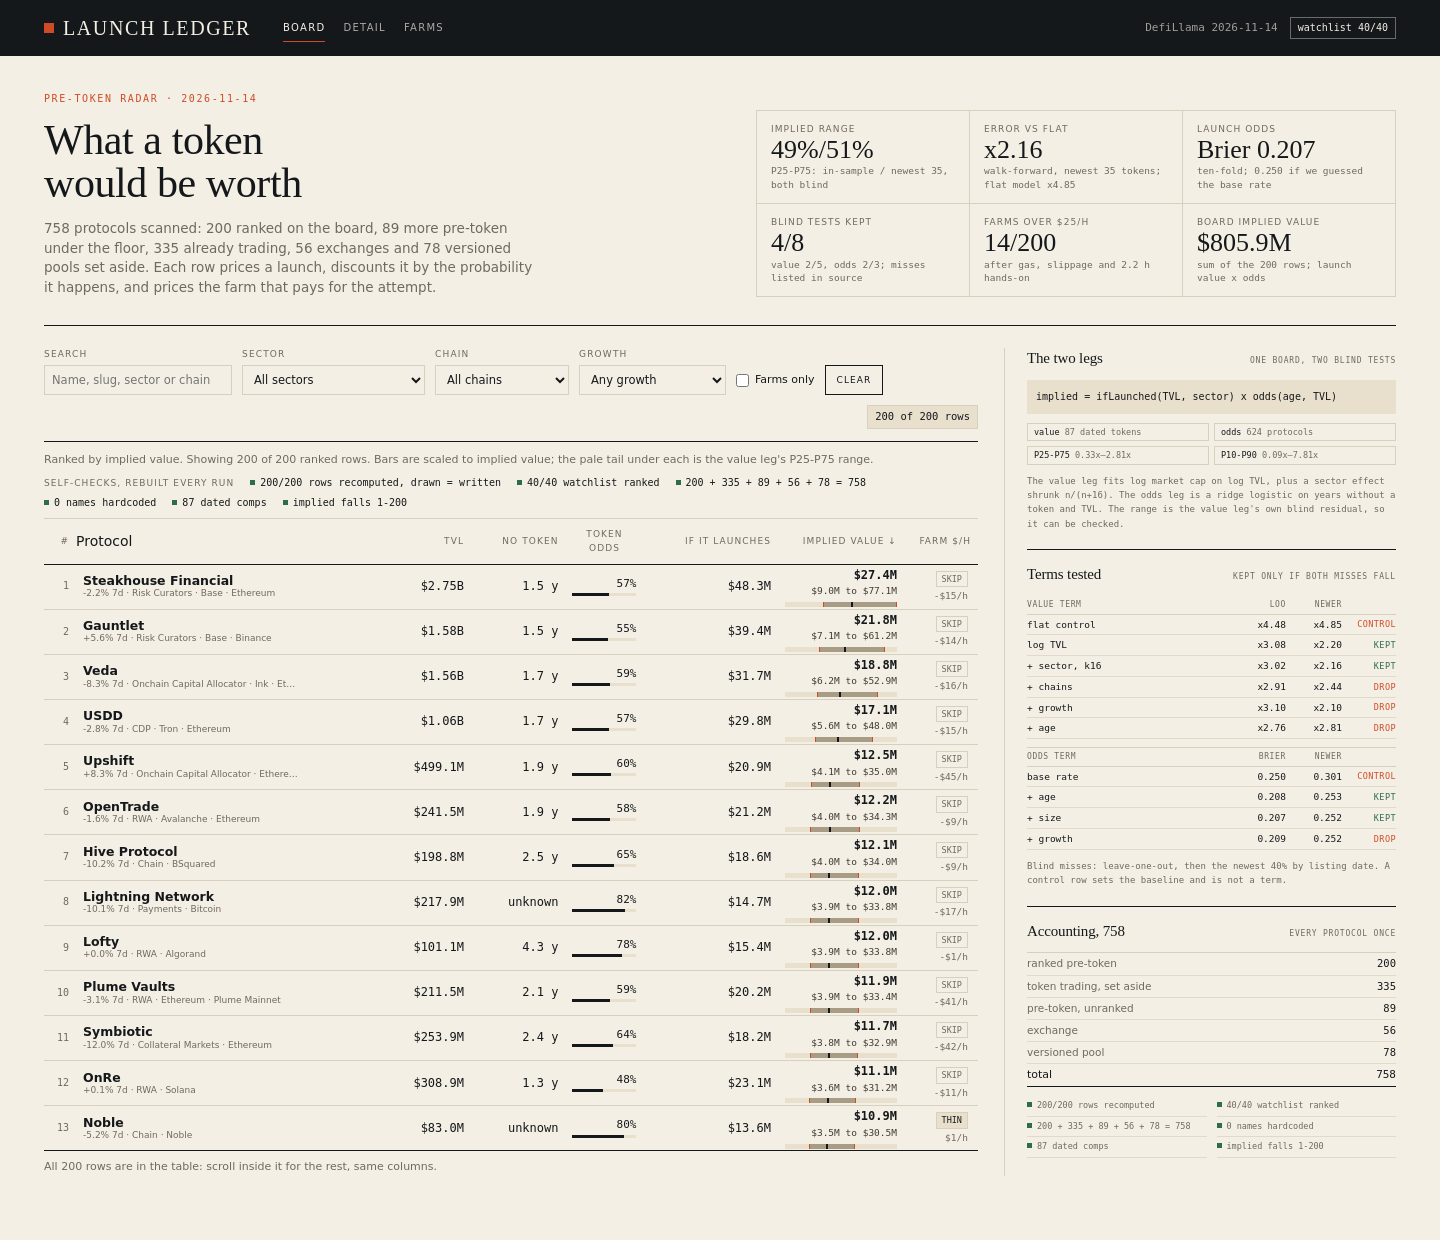 LAUNCH LEDGER
BOARD DETAIL FARMS
DefiLlama 2026-11-14 watchlist 40/40
PRE-TOKEN RADAR · 2026-11-14
What a token
would be worth
758 protocols scanned: 200 ranked on the board, 89 more pre-token
under the floor, 335 already trading, 56 exchanges and 78 versioned
pools set aside. Each row prices a launch, discounts it by the probability
it happens, and prices the farm that pays for the attempt.
IMPLIED RANGE
49%/51%
P25-P75: in-sample / newest 35,
both blind
ERROR VS FLAT
x2.16
walk-forward, newest 35 tokens;
flat model x4.85
LAUNCH ODDS
Brier 0.207
ten-fold; 0.250 if we guessed
the base rate
BLIND TESTS KEPT
4/8
value 2/5, odds 2/3; misses
listed in source
FARMS OVER $25/H
14/200
after gas, slippage and 2.2 h
hands-on
BOARD IMPLIED VALUE
$805.9M
sum of the 200 rows; launch
value x odds
SEARCH SECTOR CHAIN GROWTH
Name, slug, sector or chain All sectors All chains Any growth Farms only CLEAR
200 of 200 rows
Ranked by implied value. Showing 200 of 200 ranked rows. Bars are scaled to implied value; the pale tail under each is the value leg's P25-P75 range.
SELF-CHECKS, REBUILT EVERY RUN 200/200 rows recomputed, drawn = written 40/40 watchlist ranked 200 + 335 + 89 + 56 + 78 = 758
0 names hardcoded 87 dated comps implied falls 1-200
# Protocol TVL NO TOKEN TOKEN ODDS IF IT LAUNCHES IMPLIED VALUE ↓ FARM $/H
1 Steakhouse Financial $2.75B 1.5 y 57% $48.3M $27.4M SKIP
-2.2% 7d · Risk Curators · Base · Ethereum $9.0M to $77.1M -$15/h
2 Gauntlet $1.58B 1.5 y 55% $39.4M $21.8M SKIP
+5.6% 7d · Risk Curators · Base · Binance $7.1M to $61.2M -$14/h
3 Veda $1.56B 1.7 y 59% $31.7M $18.8M SKIP
-8.3% 7d · Onchain Capital Allocator · Ink · Et… $6.2M to $52.9M -$16/h
4 USDD $1.06B 1.7 y 57% $29.8M $17.1M SKIP
-2.8% 7d · CDP · Tron · Ethereum $5.6M to $48.0M -$15/h
5 Upshift $499.1M 1.9 y 60% $20.9M $12.5M SKIP
+8.3% 7d · Onchain Capital Allocator · Ethere… $4.1M to $35.0M -$45/h
6 OpenTrade $241.5M 1.9 y 58% $21.2M $12.2M SKIP
-1.6% 7d · RWA · Avalanche · Ethereum $4.0M to $34.3M -$9/h
7 Hive Protocol $198.8M 2.5 y 65% $18.6M $12.1M SKIP
-10.2% 7d · Chain · BSquared $4.0M to $34.0M -$9/h
8 Lightning Network $217.9M unknown 82% $14.7M $12.0M SKIP
-10.1% 7d · Payments · Bitcoin $3.9M to $33.8M -$17/h
9 Lofty $101.1M 4.3 y 78% $15.4M $12.0M SKIP
+0.0% 7d · RWA · Algorand $3.9M to $33.8M -$1/h
10 Plume Vaults $211.5M 2.1 y 59% $20.2M $11.9M SKIP
-3.1% 7d · RWA · Ethereum · Plume Mainnet $3.9M to $33.4M -$41/h
11 Symbiotic $253.9M 2.4 y 64% $18.2M $11.7M SKIP
-12.0% 7d · Collateral Markets · Ethereum $3.8M to $32.9M -$42/h
12 OnRe $308.9M 1.3 y 48% $23.1M $11.1M SKIP
+0.1% 7d · RWA · Solana $3.6M to $31.2M -$11/h
13 Noble $83.0M unknown 80% $13.6M $10.9M THIN
-5.2% 7d · Chain · Noble $3.5M to $30.5M $1/h
All 200 rows are in the table: scroll inside it for the rest, same columns.
The two legs ONE BOARD, TWO BLIND TESTS
implied = ifLaunched(TVL, sector) x odds(age, TVL)
value 87 dated tokens odds 624 protocols
P25-P75 0.33x–2.81x P10-P90 0.09x–7.81x
The value leg fits log market cap on log TVL, plus a sector effect
shrunk n/(n+16). The odds leg is a ridge logistic on years without a
token and TVL. The range is the value leg's own blind residual, so
it can be checked.
Terms tested KEPT ONLY IF BOTH MISSES FALL
VALUE TERM LOO NEWER
flat control x4.48 x4.85 CONTROL
log TVL x3.08 x2.20 KEPT
+ sector, k16 x3.02 x2.16 KEPT
+ chains x2.91 x2.44 DROP
+ growth x3.10 x2.10 DROP
+ age x2.76 x2.81 DROP
ODDS TERM BRIER NEWER
base rate 0.250 0.301 CONTROL
+ age 0.208 0.253 KEPT
+ size 0.207 0.252 KEPT
+ growth 0.209 0.252 DROP
Blind misses: leave-one-out, then the newest 40% by listing date. A
control row sets the baseline and is not a term.
Accounting, 758 EVERY PROTOCOL ONCE
ranked pre-token 200
token trading, set aside 335
pre-token, unranked 89
exchange 56
versioned pool 78
total 758
200/200 rows recomputed 40/40 watchlist ranked
200 + 335 + 89 + 56 + 78 = 758 0 names hardcoded
87 dated comps implied falls 1-200